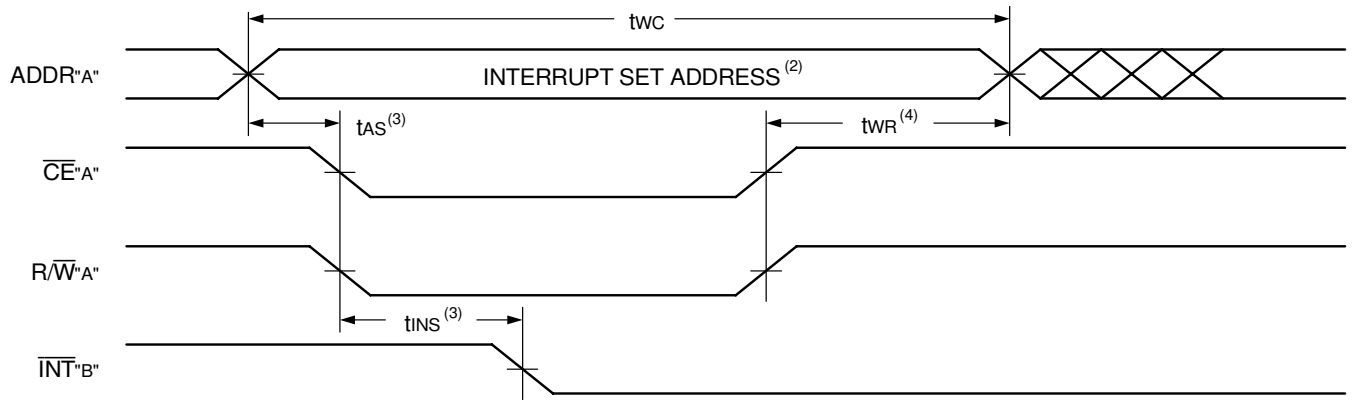 tWC
ADDR"A"
INTERRUPT SET ADDRESS (2)
tAS(3)
tWR(4)
CE"A"
R/W"A"
tINS(3)
INT"B"